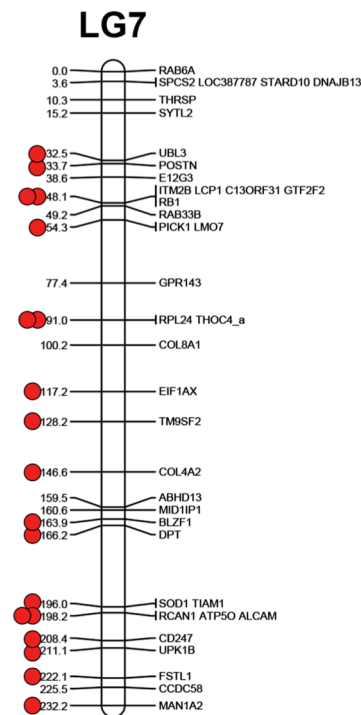 LG7
0.0 RAB6A
3.6 SPCS2 LOC387787 STARD10 DNAJB13
10.3 THRSP
15.2 SYTL2
32.5 UBL3
33.7 POSTN
38.6 E12G3
48.1 ITM2B LCP1 C13ORF31 GTF2F2
RB1
49.2 RAB33B
54.3 PICK1 LMO7
77.4 GPR143
91.0 RPL24 THOC4_a
100.2 COL8A1
117.2 EIF1AX
128.2 TM9SF2
146.6 COL4A2
159.5 ABHD13
160.6 MID1IP1
163.9 BLZF1
166.2 DPT
196.0 SOD1 TIAM1
198.2 RCAN1 ATP5O ALCAM
208.4 CD247
211.1 UPK1B
222.1 FSTL1
225.5 CCDC58
232.2 MAN1A2